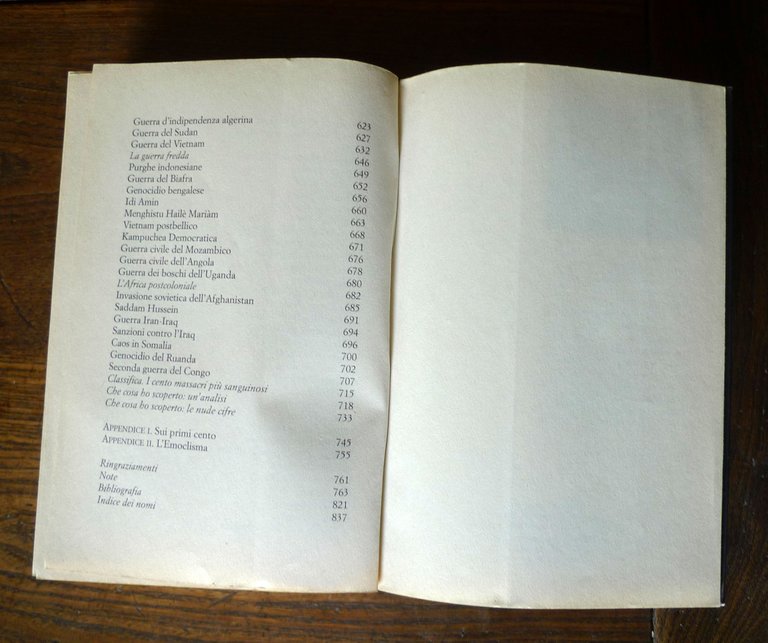 Guerra d'indipendenza algerina 623
Guerra del Sudan 627
Guerra del Vietnam 632
La guerra fredda 646
Purghe indonesiane 649
Guerra del Biafra 652
Genocidio bengalese 656
Idi Amin 660
Menghistu Hailè Mariàm 663
Vietnam postbellico 668
Kampuchea Democratica 671
Guerra civile del Mozambico 676
Guerra civile dell'Angola 678
Guerra dei boschi dell'Uganda 680
L'Africa postcoloniale 682
Invasione sovietica dell'Afghanistan 685
Saddam Hussein 691
Guerra Iran-Iraq 694
Sanzioni contro l'Iraq 696
Caos in Somalia 700
Genocidio del Ruanda 702
Seconda guerra del Congo 707
Classifica. I cento massacri più sanguinosi 715
Che cosa ho scoperto: un'analisi 718
Che cosa ho scoperto: le nude cifre 733
APPENDICE I. Sui primi cento 745
APPENDICE II. L'Emoclisma 755
Ringraziamenti 761
Note 763
Bibliografia 821
Indice dei nomi 837